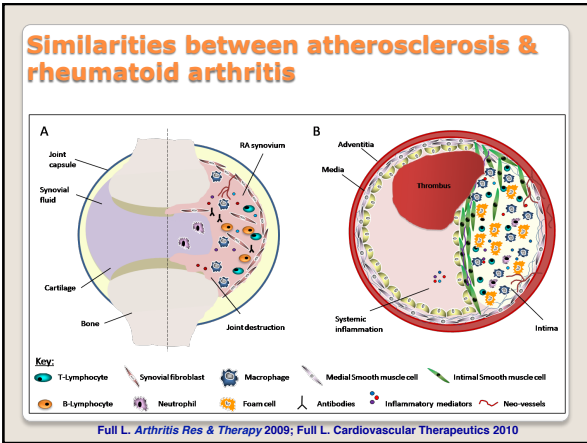 Similarities between atherosclerosis &
rheumatoid arthritis
A
Joint
capsule
Synovial
fluid
Cartilage
Bone
RA synovium
Joint destruction
B
Adventitia
Media
Thrombus
Systemic
inflammation
Intima
Key:
T-Lymphocyte
Synovial fibroblast
Macrophage
Medial Smooth muscle cell
Intimal Smooth muscle cell
B-Lymphocyte
Neutrophil
Foam cell
Antibodies
Inflammatory mediators
Neo-vessels
Full L. Arthritis Res & Therapy 2009; Full L. Cardiovascular Therapeutics 2010